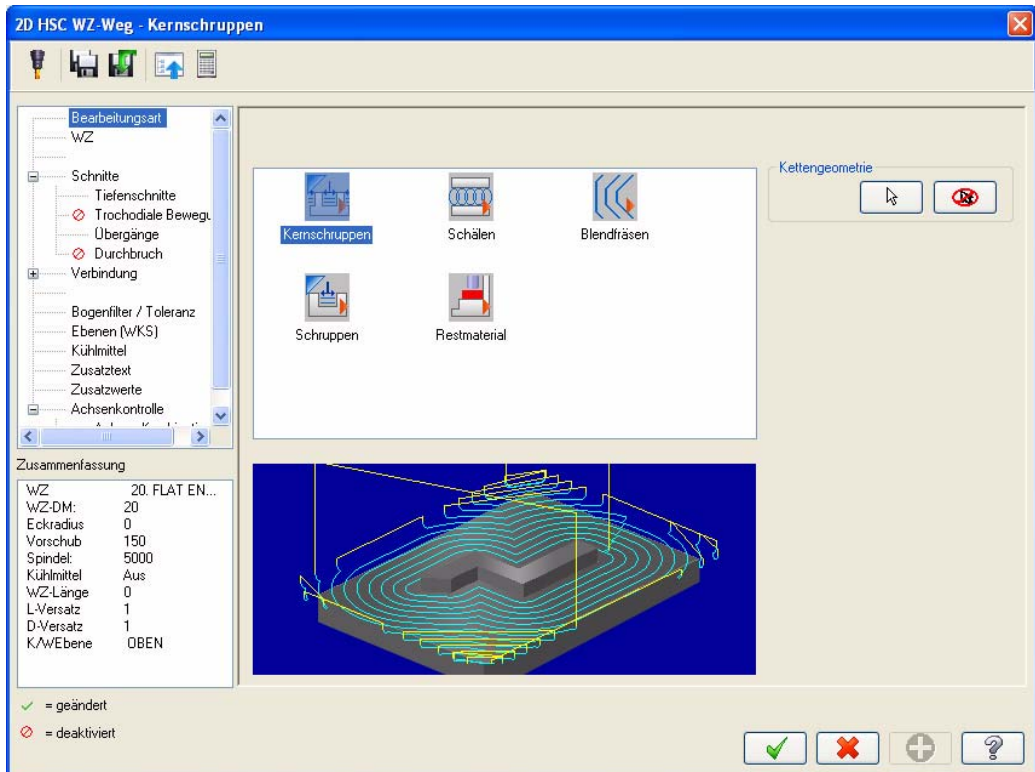 2D HSC WZ-Weg - Kernschruppen
Bearbeitungsart
WZ
Schnitte
Tiefenschnitte
Trochodiale Bewegu
Übergänge
Durchbruch
Verbindung
Bogenfilter / Toleranz
Ebenen (WKS)
Kühlmittel
Zusatztext
Zusatzwerte
Achsenkontrolle
Kernschruppen
Schälen
Blendfräsen
Schruppen
Restmaterial
Kettengeometrie
Zusammenfassung
WZ 20. FLAT EN...
WZ-DM: 20
Eckradius 0
Vorschub 150
Spindel: 5000
Kühlmittel Aus
WZ-Länge 0
L-Versatz 1
D-Versatz 1
K/WEbene OBEN
= geändert
= deaktiviert